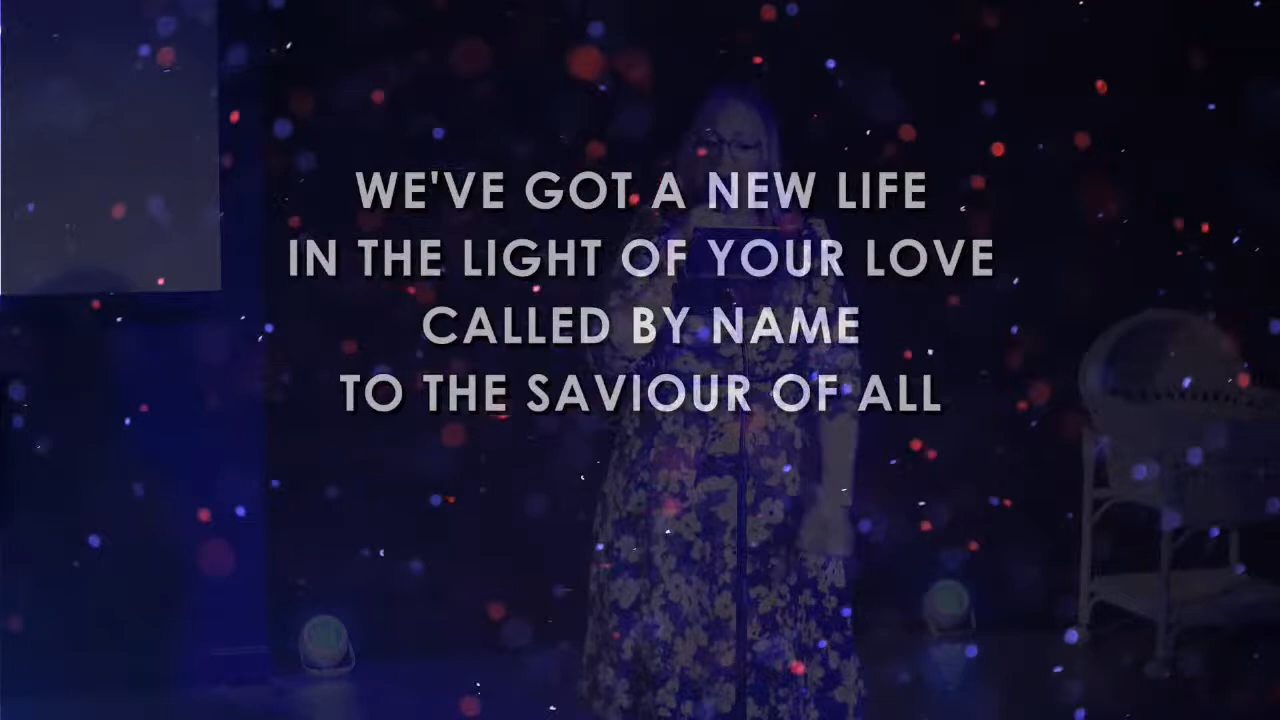 WE'VE GOT A NEW LIFE
IN THE LIGHT OF YOUR LOVE
CALLED BY NAME
TO THE SAVIOUR OF ALL